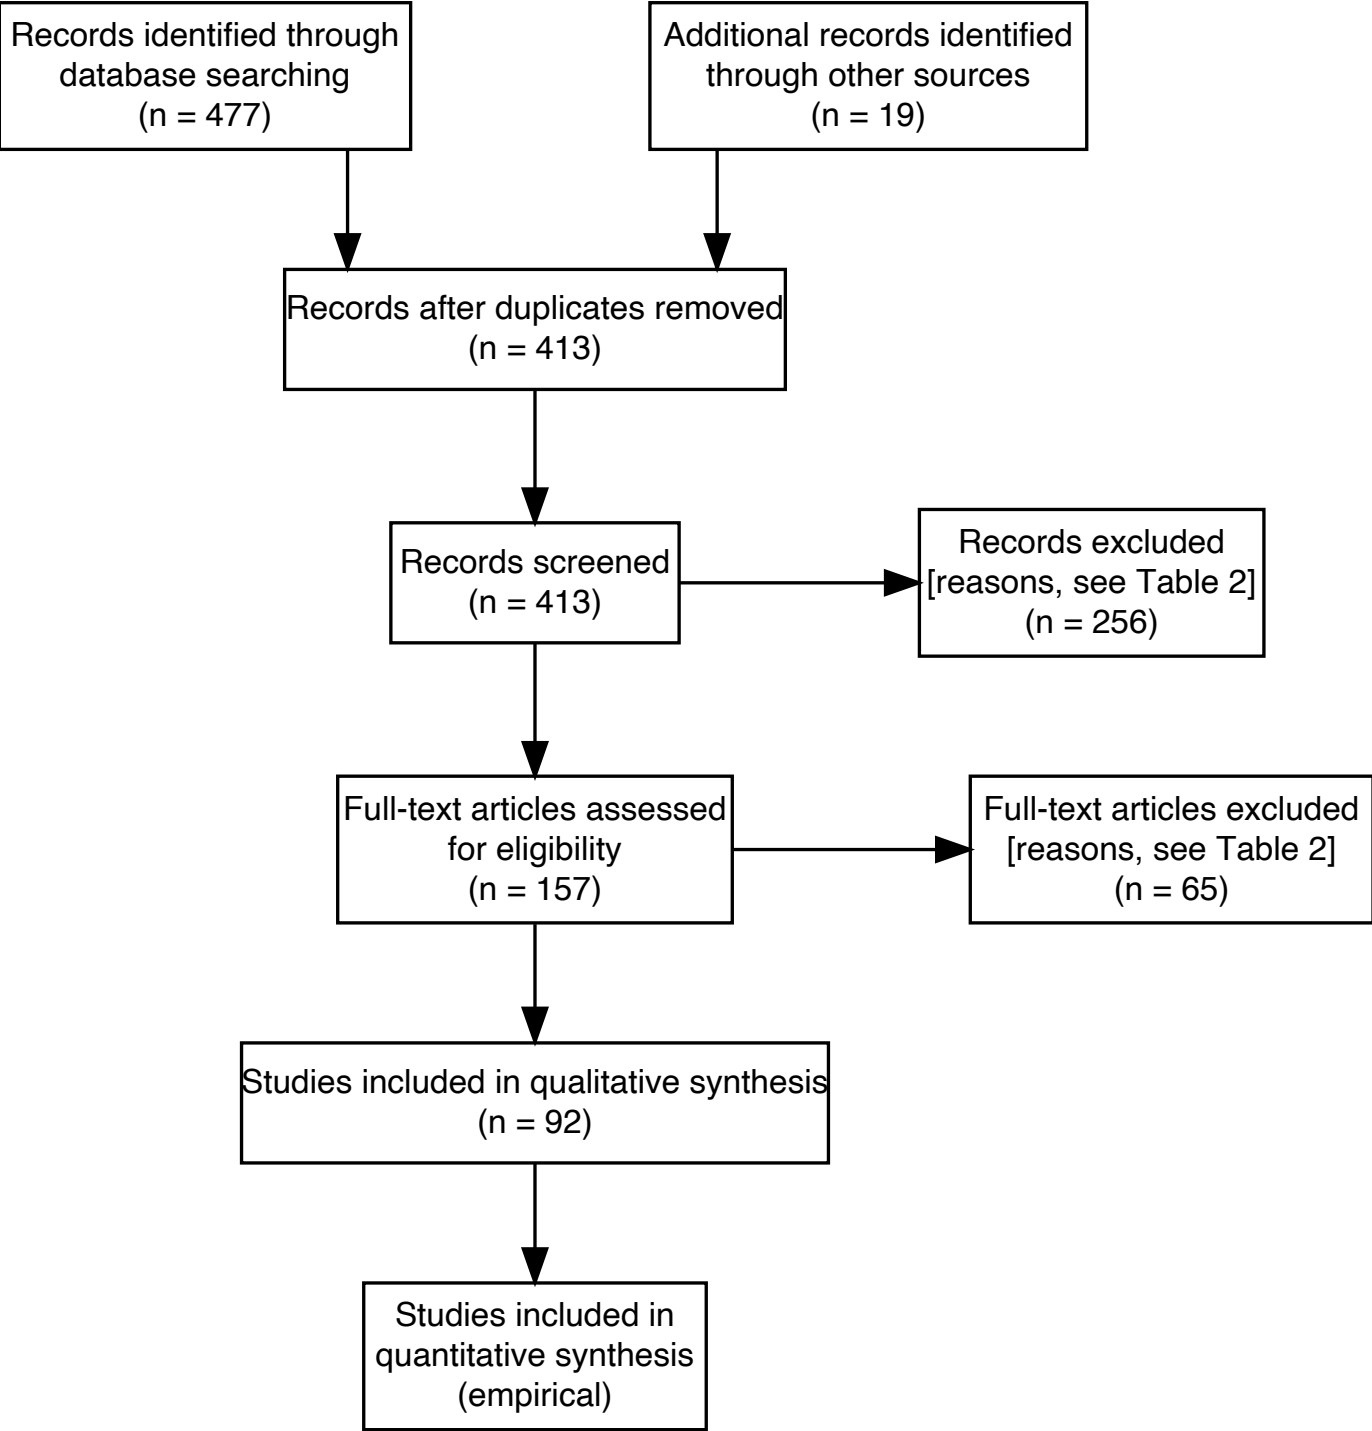 Records identified through
database searching
(n = 477)
Additional records identified
through other sources
(n = 19)
Records after duplicates removed
(n = 413)
Records screened
(n = 413)
Records excluded
[reasons, see Table 2]
(n = 256)
Full-text articles assessed
for eligibility
(n = 157)
Full-text articles excluded
[reasons, see Table 2]
(n = 65)
Studies included in qualitative synthesis
(n = 92)
Studies included in
quantitative synthesis
(empirical)